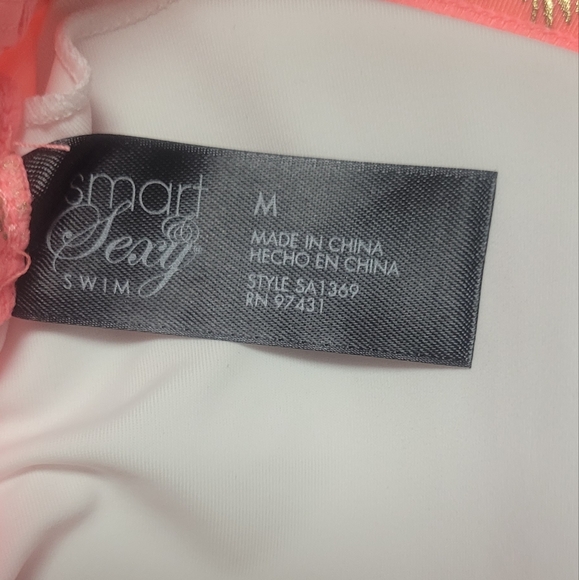 smart
& Sexy®
SWIM
M
MADE IN CHINA
HECHO EN CHINA
STYLE SA1369
RN 97431